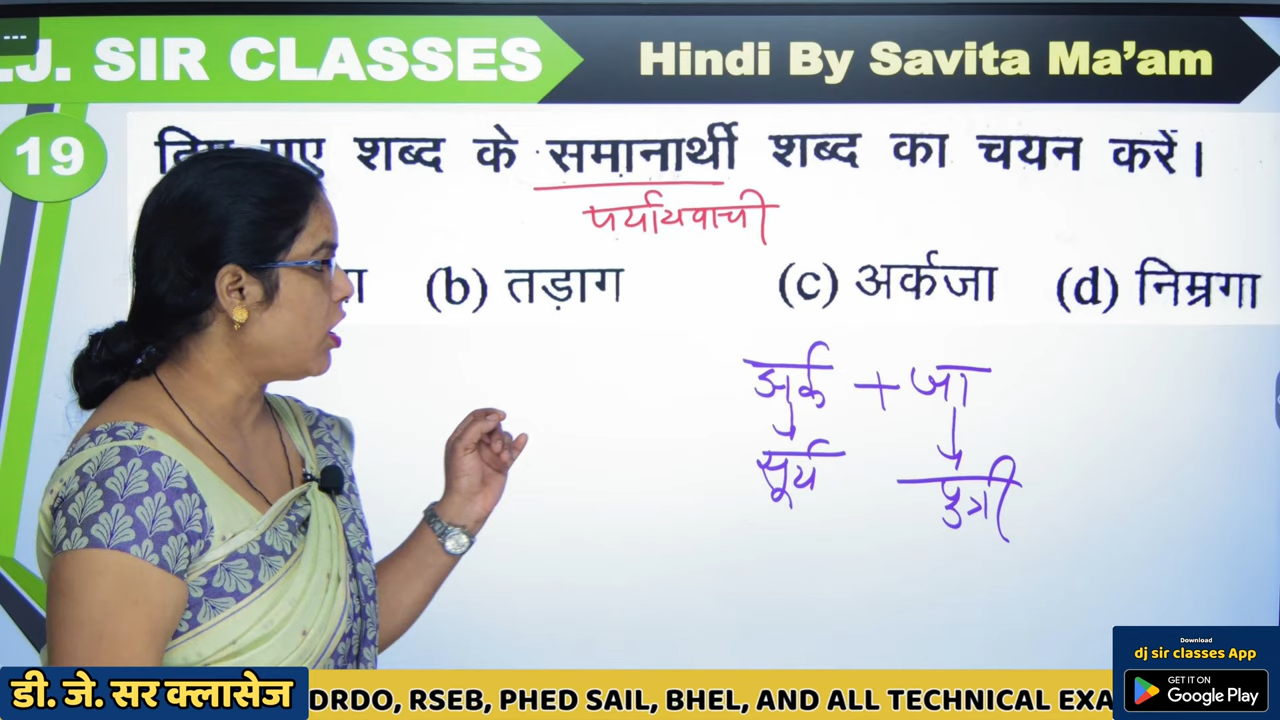 J. SIR CLASSES
Hindi By Savita Ma’am
19
गए शब्द के समानार्थी शब्द का चयन करें।
पर्यायवाची
(b) तड़ाग (c) अर्कजा (d) निम्रगा
अर्क + जा
सूर्य पुत्री
Download
dj sir classes App
GET IT ON
Google Play
डी. जे. सर क्लासेज
DRDO, RSEB, PHED SAIL, BHEL, AND ALL TECHNICAL EXA